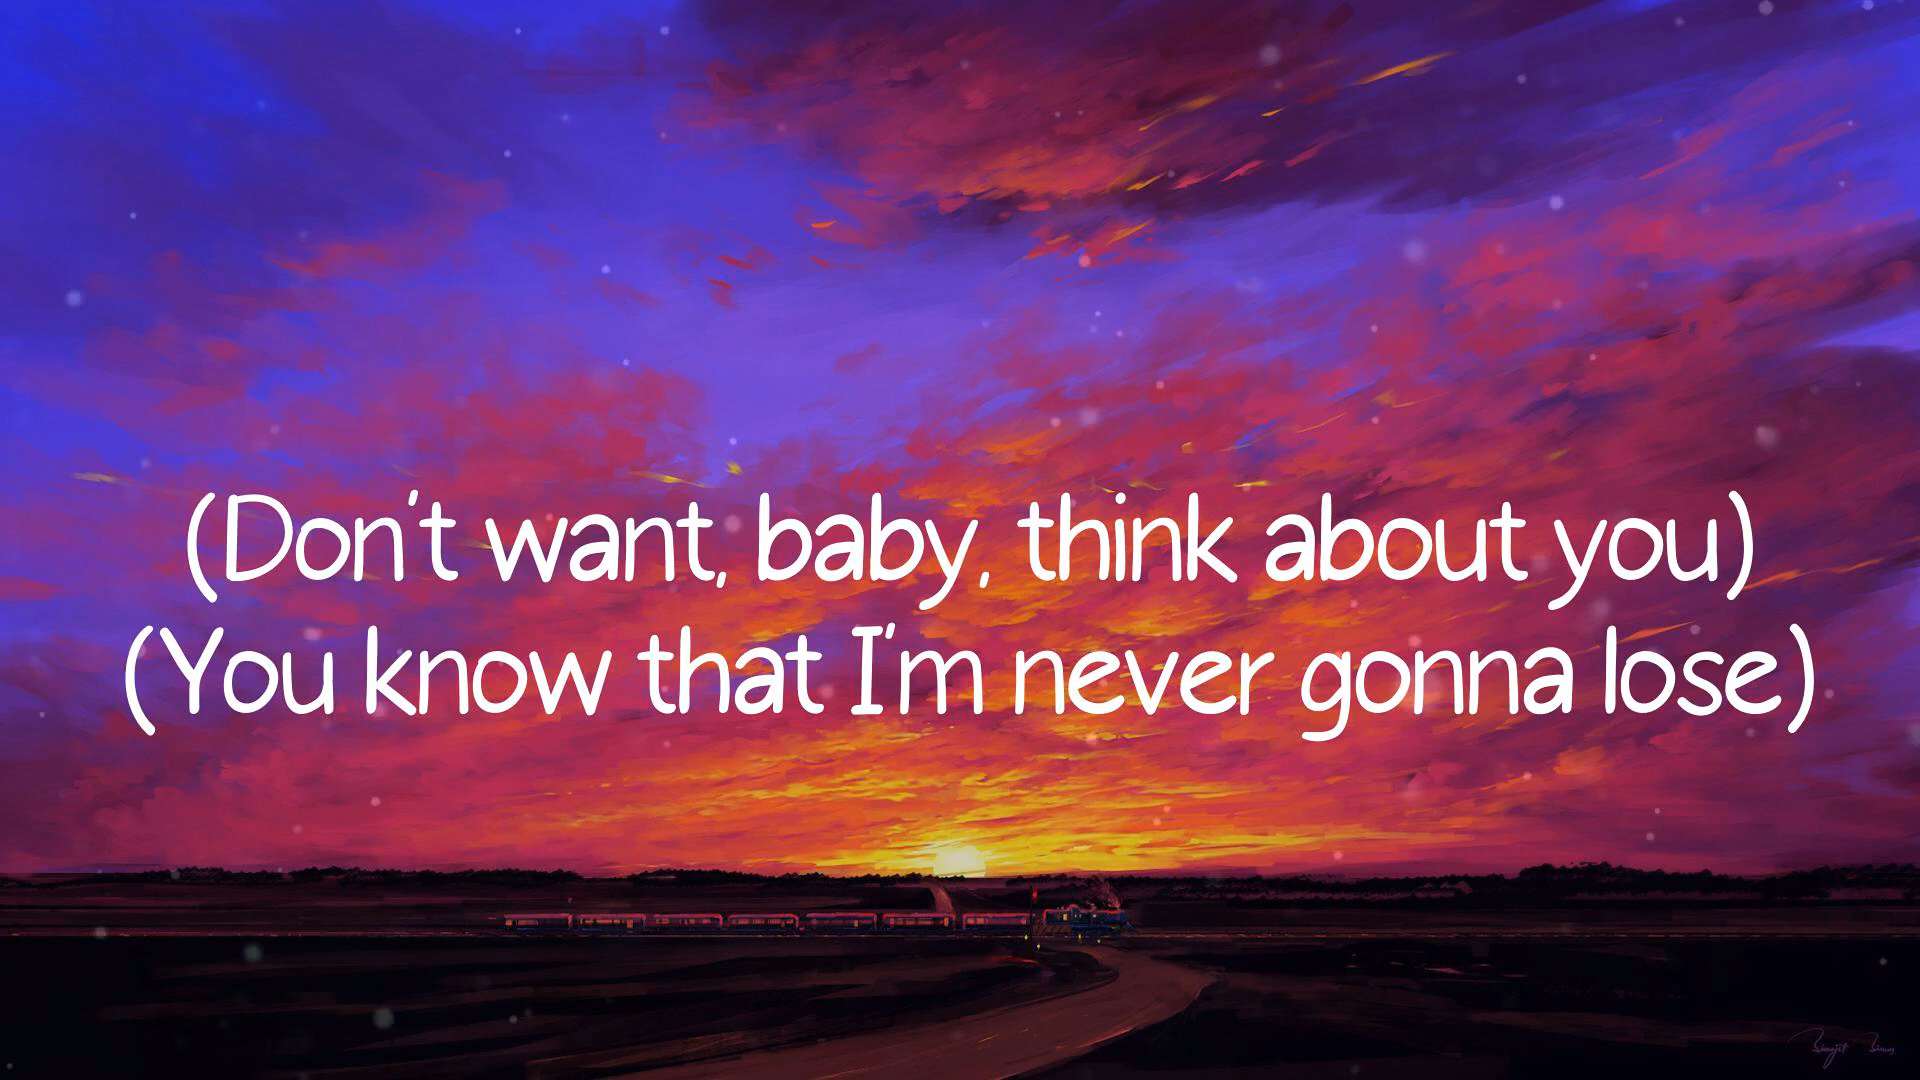 (Don't want, baby, think about you)
(You know that I'm never gonna lose)